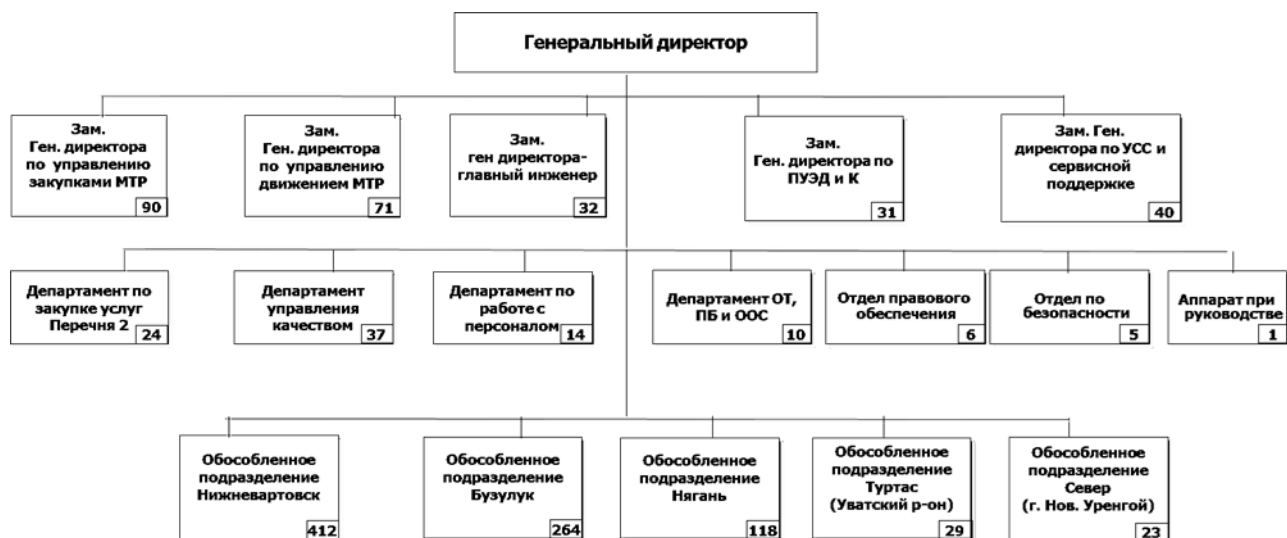 Генеральный директор
Зам.
Ген. директора
по управлению
закупками МТР
90
Зам.
Ген. директора
по управлению
движением МТР
71
Зам.
ген директора-
главный инженер
32
Зам.
Ген. директора по
ПУЭД и К
31
Зам. Ген.
директора по УСС и
сервисной
поддержке
40
Департамент по
закупке услуг
Перечня 2
24
Департамент
управления
качеством
37
Департамент по
работе с
персоналом
14
Департамент ОТ,
ПБ и ООС
10
Отдел правового
обеспечения
6
Отдел по
безопасности
5
Аппарат при
руководстве
1
Обособленное
подразделение
Нижневартовск
412
Обособленное
подразделение
Бузулук
264
Обособленное
подразделение
Нягань
118
Обособленное
подразделение
Туртас
(Уватский р-он)
29
Обособленное
подразделение
Север
(г. Нов. Уренгой)
23